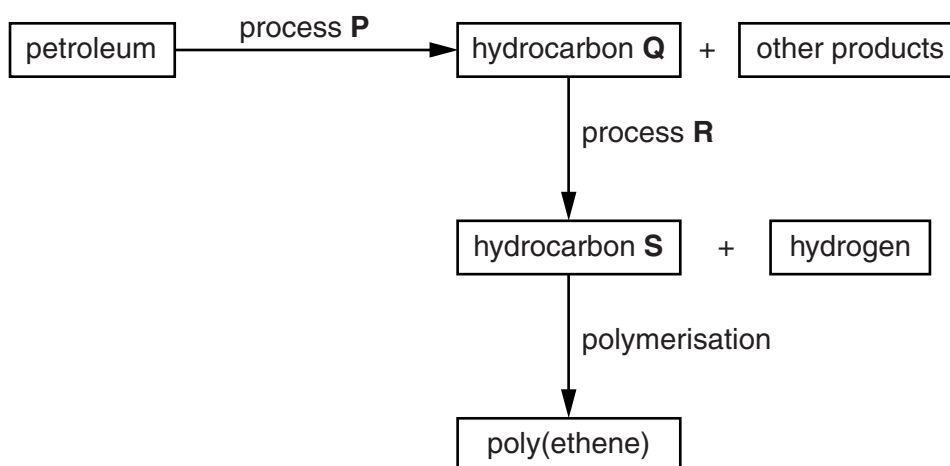 petroleum
process P
hydrocarbon Q + other products
process R
hydrocarbon S + hydrogen
polymerisation
poly(ethene)